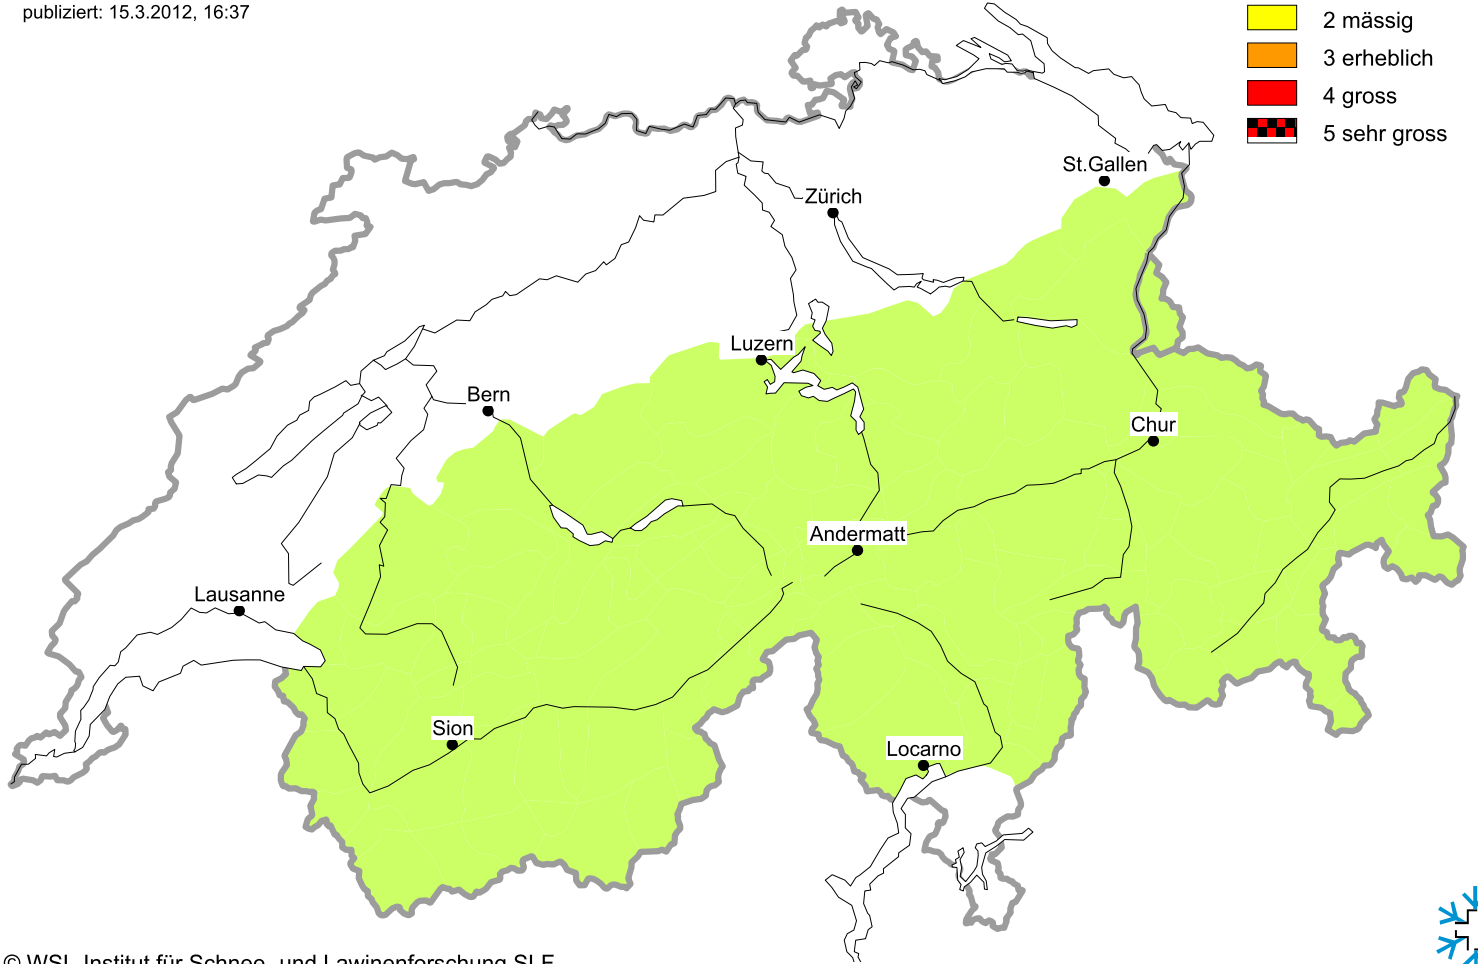 publiziert: 15.3.2012, 16:37
2 mässig
3 erheblich
4 gross
5 sehr gross
St.Gallen
Zürich
Luzern
Bern
Chur
Andermatt
Lausanne
Sion
Locarno
© WSL-Institut für Schnee- und Lawinenforschung SLF